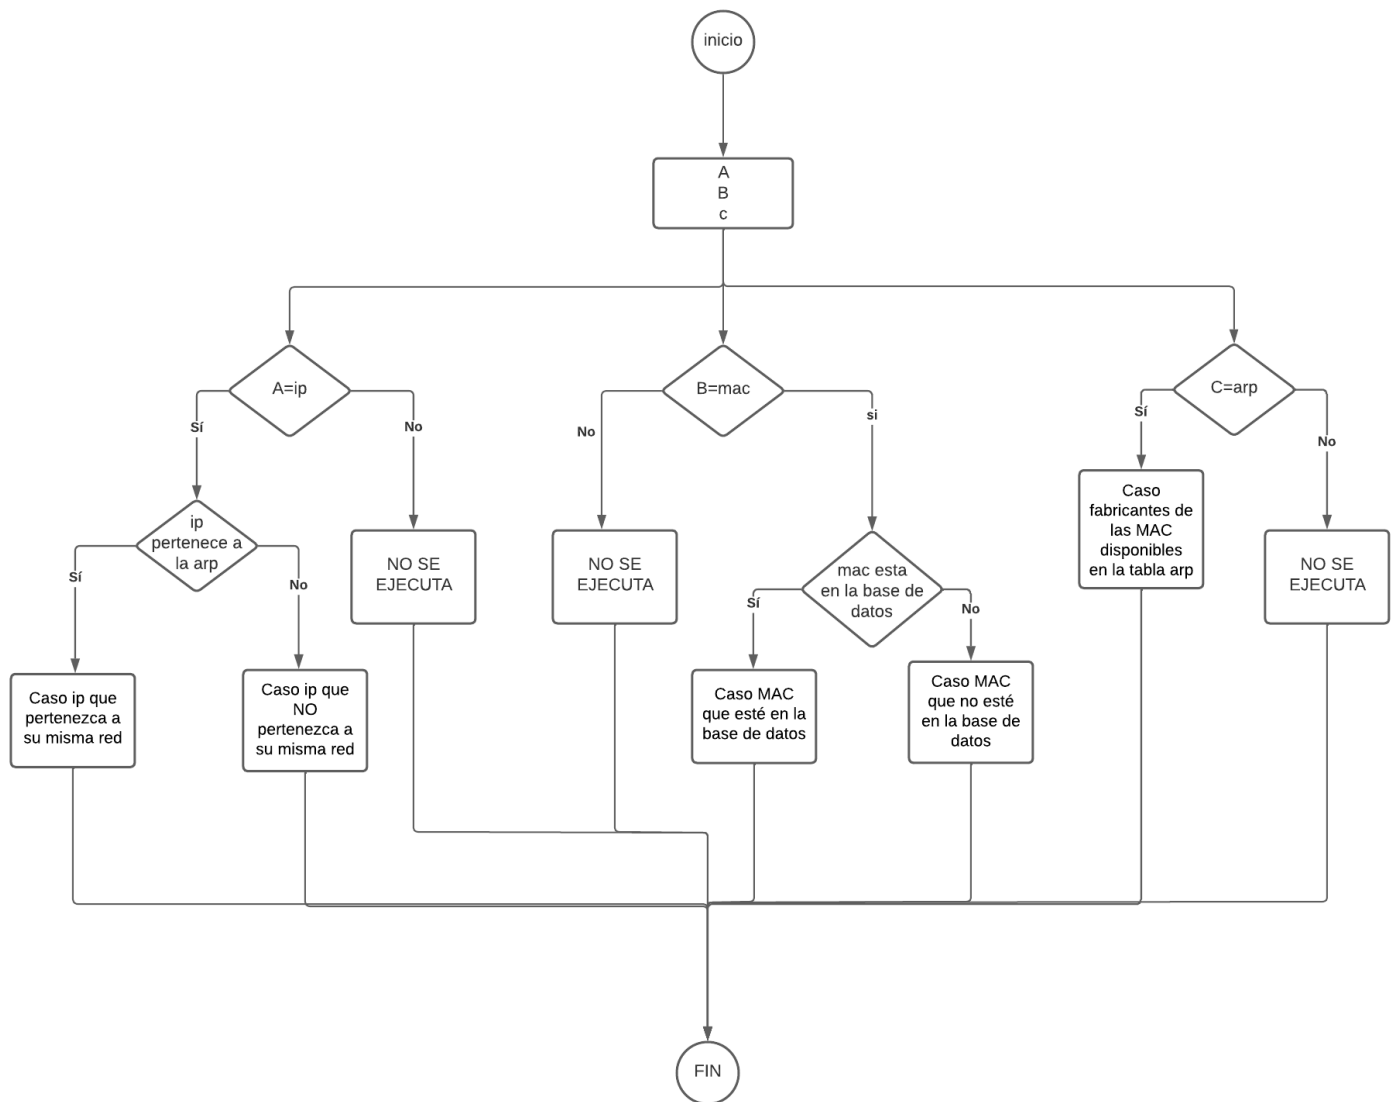 inicio
A
B
c
A=ip
B=mac
C=arp
Sí
No
No
si
Sí
No
ip
pertenece a
la arp
NO SE
EJECUTA
NO SE
EJECUTA
mac esta
en la base de
datos
Caso
fabricantes de
las MAC
disponibles
en la tabla arp
NO SE
EJECUTA
Sí
No
Sí
No
Caso ip que
pertenezca a
su misma red
Caso ip que
NO
pertenezca a
su misma red
Caso MAC
que esté en la
base de datos
Caso MAC
que no esté
en la base de
datos
FIN